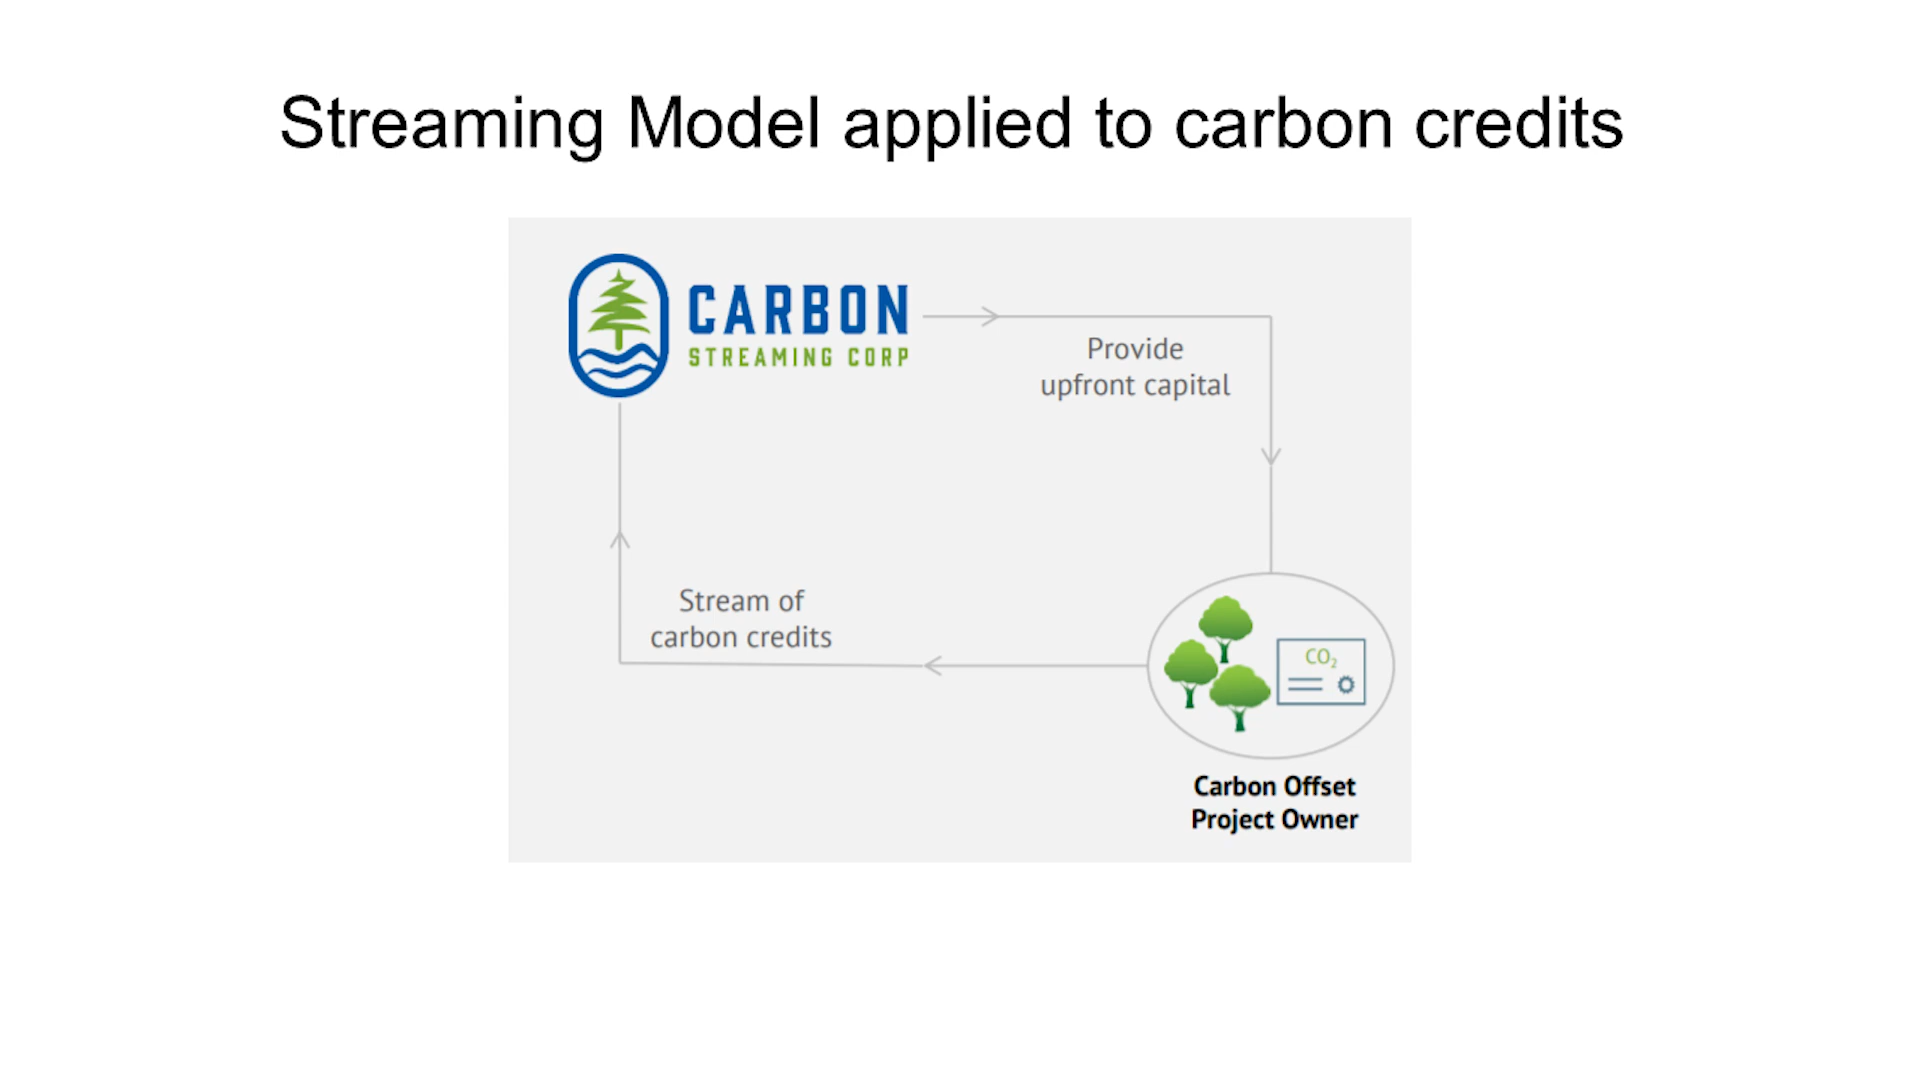 Streaming Model applied to carbon credits
CARBON
STREAMING CORP
Provide
upfront capital
Stream of
carbon credits
CO₂
Carbon Offset
Project Owner